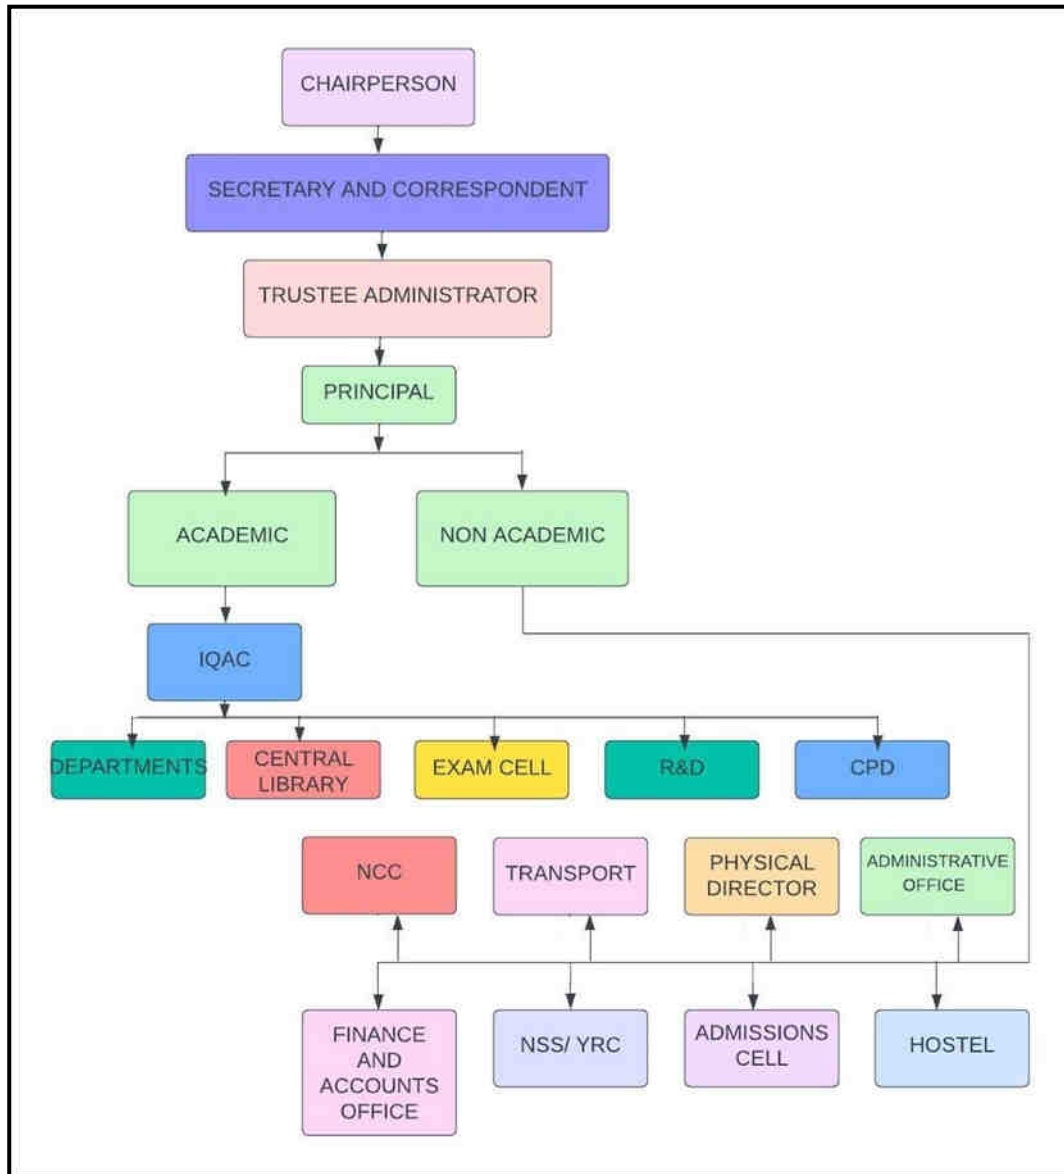 CHAIRPERSON
SECRETARY AND CORRESPONDENT
TRUSTEE ADMINISTRATOR
PRINCIPAL
ACADEMIC
NON ACADEMIC
IQAC
DEPARTMENTS
CENTRAL
LIBRARY
EXAM CELL
R&D
CPD
NCC
TRANSPORT
PHYSICAL
DIRECTOR
ADMINISTRATIVE
OFFICE
FINANCE
AND
ACCOUNTS
OFFICE
NSS/ YRC
ADMISSIONS
CELL
HOSTEL